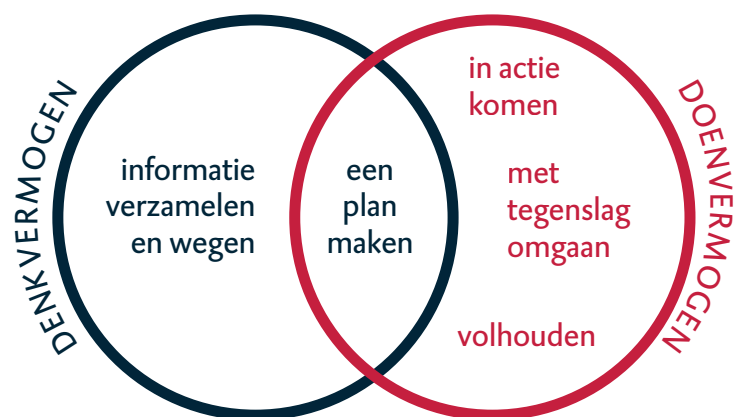 DENKVERMOGEN
informatie
verzamelen
en wegen
een
plan
maken
in actie
komen
met
tegenslag
omgaan
volhouden
DOENVERMOGEN